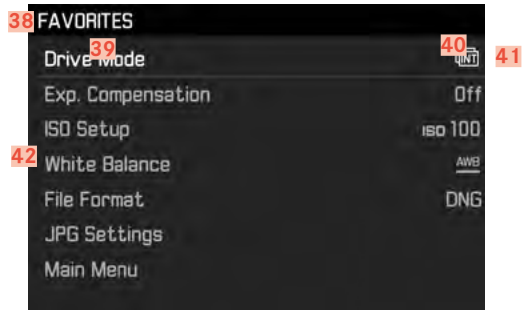 38 FAVORITES
39
Drive Mode 40 INT 41
Exp. Compensation Off
ISO Setup ISO 100
42 White Balance AWB
File Format DNG
JPG Settings
Main Menu